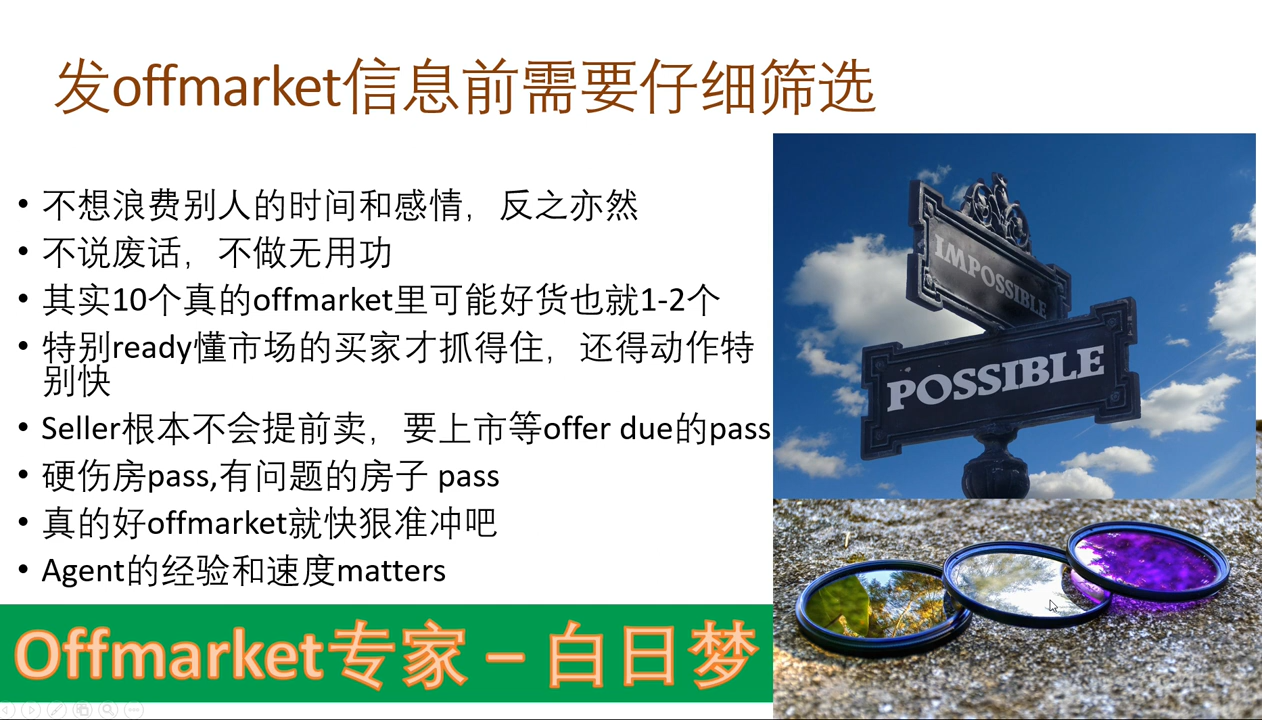 发offmarket信息前需要仔细筛选
• 不想浪费别人的时间和感情，反之亦然
• 不说废话，不做无用功
• 其实10个真的offmarket里可能好货也就1-2个
• 特别ready懂市场的买家才抓得住，还得动作特
别快
• Seller根本不会提前卖，要上市等offer due的pass
• 硬伤房pass,有问题的房子 pass
• 真的好offmarket就快狠准冲吧
• Agent的经验和速度matters
Offmarket专家 – 白日梦
IMPOSSIBLE
POSSIBLE